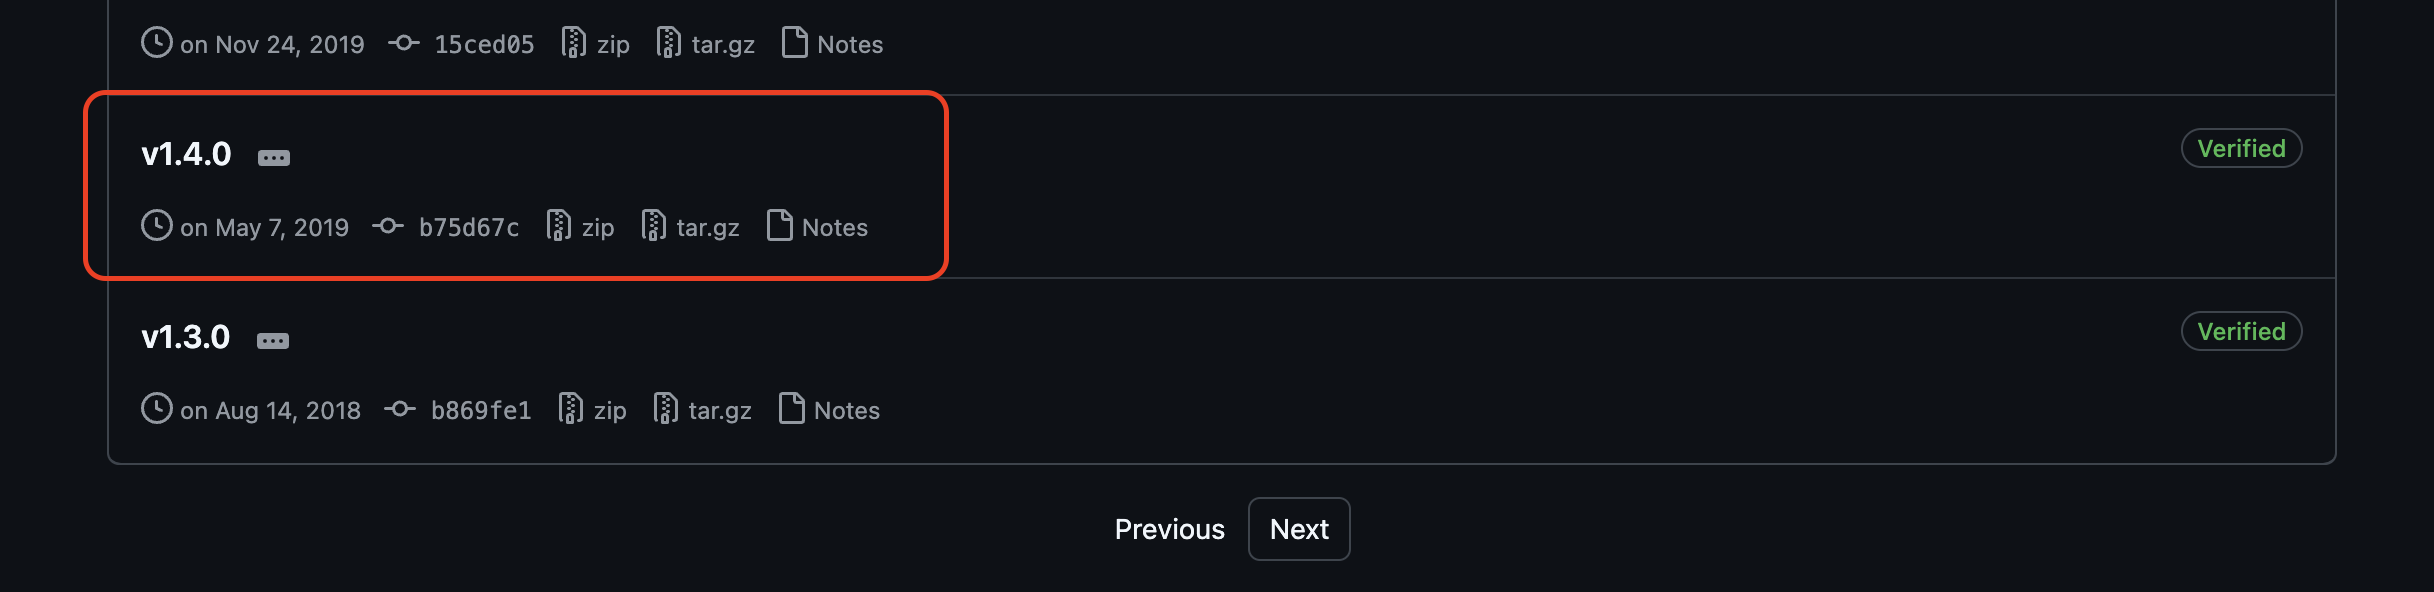 on Nov 24, 2019 15ced05 zip tar.gz Notes
v1.4.0 Verified
on May 7, 2019 b75d67c zip tar.gz Notes
v1.3.0 Verified
on Aug 14, 2018 b869fe1 zip tar.gz Notes
Previous Next